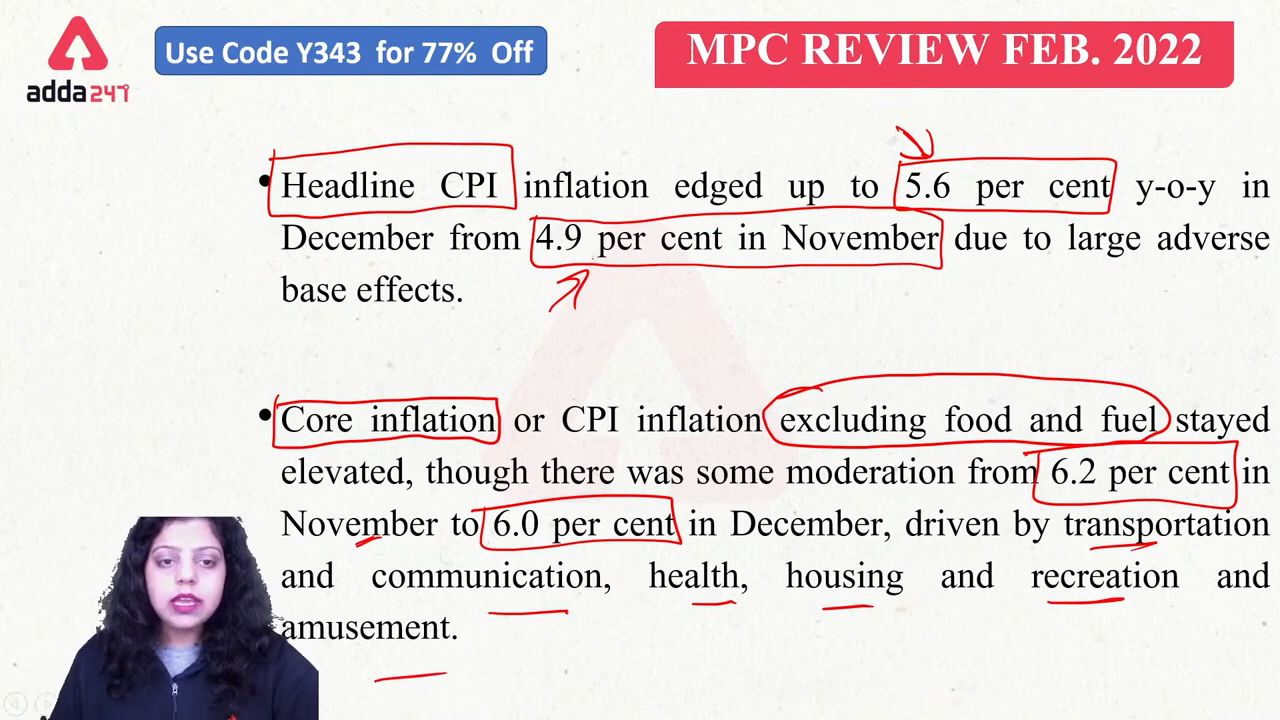 adda247
Use Code Y343 for 77% Off
MPC REVIEW FEB. 2022
• Headline CPI inflation edged up to 5.6 per cent y-o-y in
December from 4.9 per cent in November due to large adverse
base effects.
• Core inflation or CPI inflation excluding food and fuel stayed
elevated, though there was some moderation from 6.2 per cent in
November to 6.0 per cent in December, driven by transportation
and communication, health, housing and recreation and
amusement.